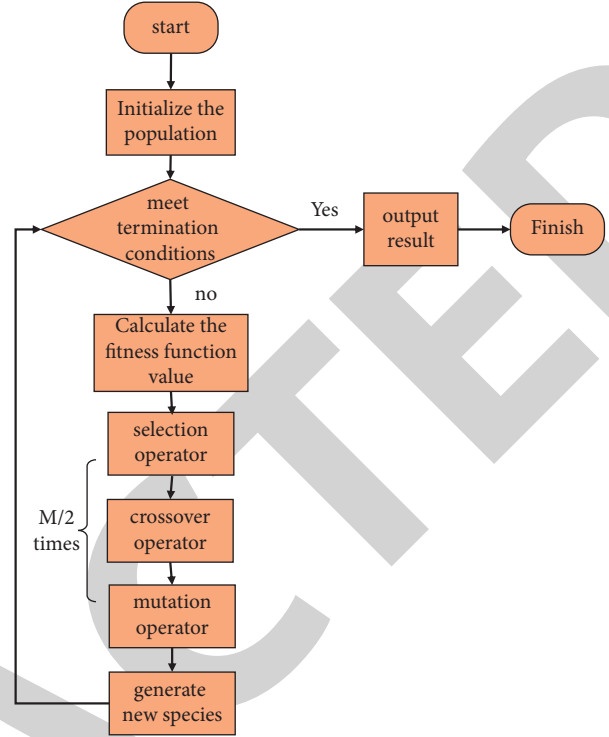 start
Initialize the
population
meet
termination
conditions
Yes
output
result
Finish
no
Calculate the
fitness function
value
selection
operator
M/2
times
crossover
operator
mutation
operator
generate
new species